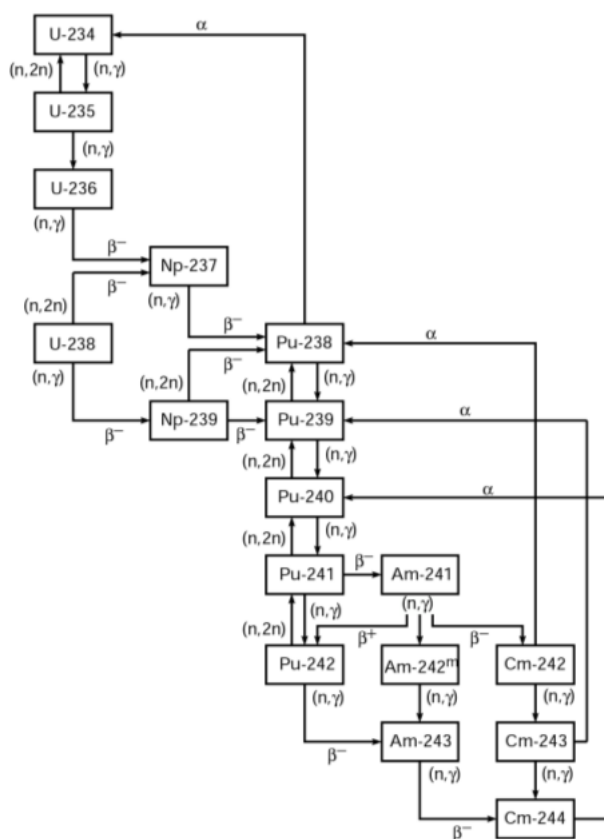 U-234
α
(n,2n)
(n,γ)
U-235
(n,γ)
U-236
(n,γ)
β⁻
Np-237
β⁻
(n,2n)
(n,γ)
U-238
β⁻
Pu-238
α
(n,γ)
β⁻
(n,2n)
(n,2n)
(n,γ)
α
β⁻
Np-239
β⁻
Pu-239
(n,2n)
(n,γ)
α
Pu-240
(n,2n)
(n,γ)
β⁻
Pu-241
Am-241
(n,γ)
(n,γ)
(n,2n)
β⁺
β⁻
Pu-242
Am-242ᵐ
Cm-242
(n,γ)
(n,γ)
(n,γ)
β⁻
Am-243
Cm-243
(n,γ)
(n,γ)
β⁻
Cm-244